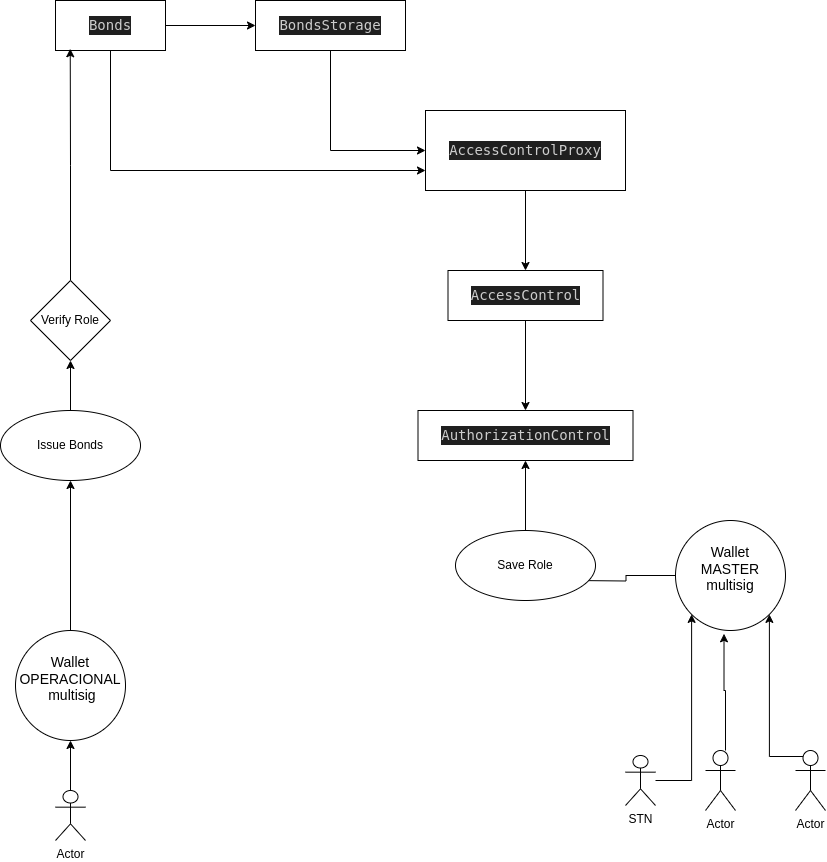 Bonds
BondsStorage
AccessControlProxy
AccessControl
Verify Role
AuthorizationControl
Issue Bonds
Save Role
Wallet
MASTER
multisig
Wallet
OPERACIONAL
multisig
STN
Actor
Actor
Actor